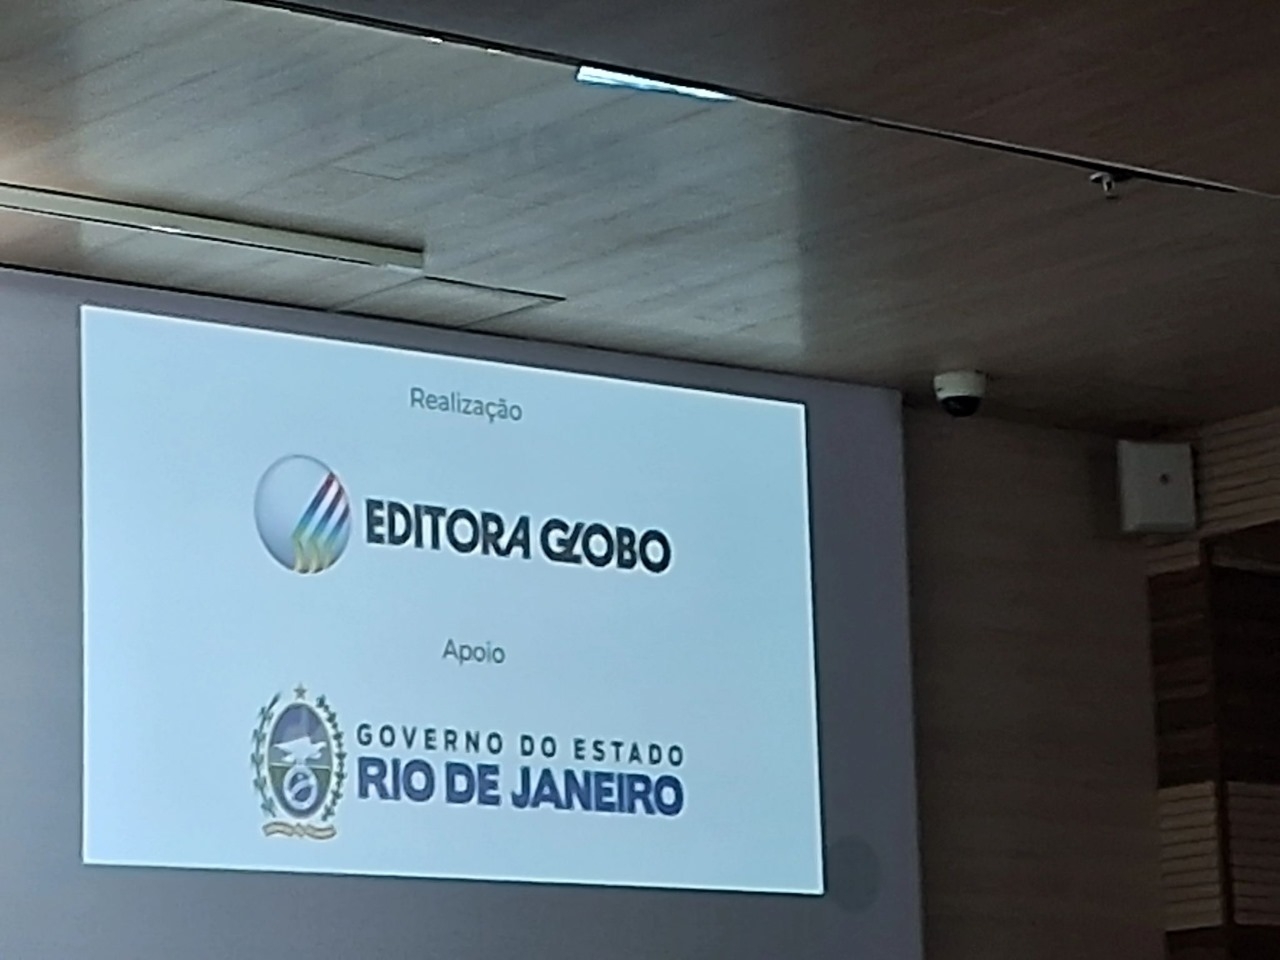 Realização
EDITORA GLOBO
Apoio
GOVERNO DO ESTADO
RIO DE JANEIRO